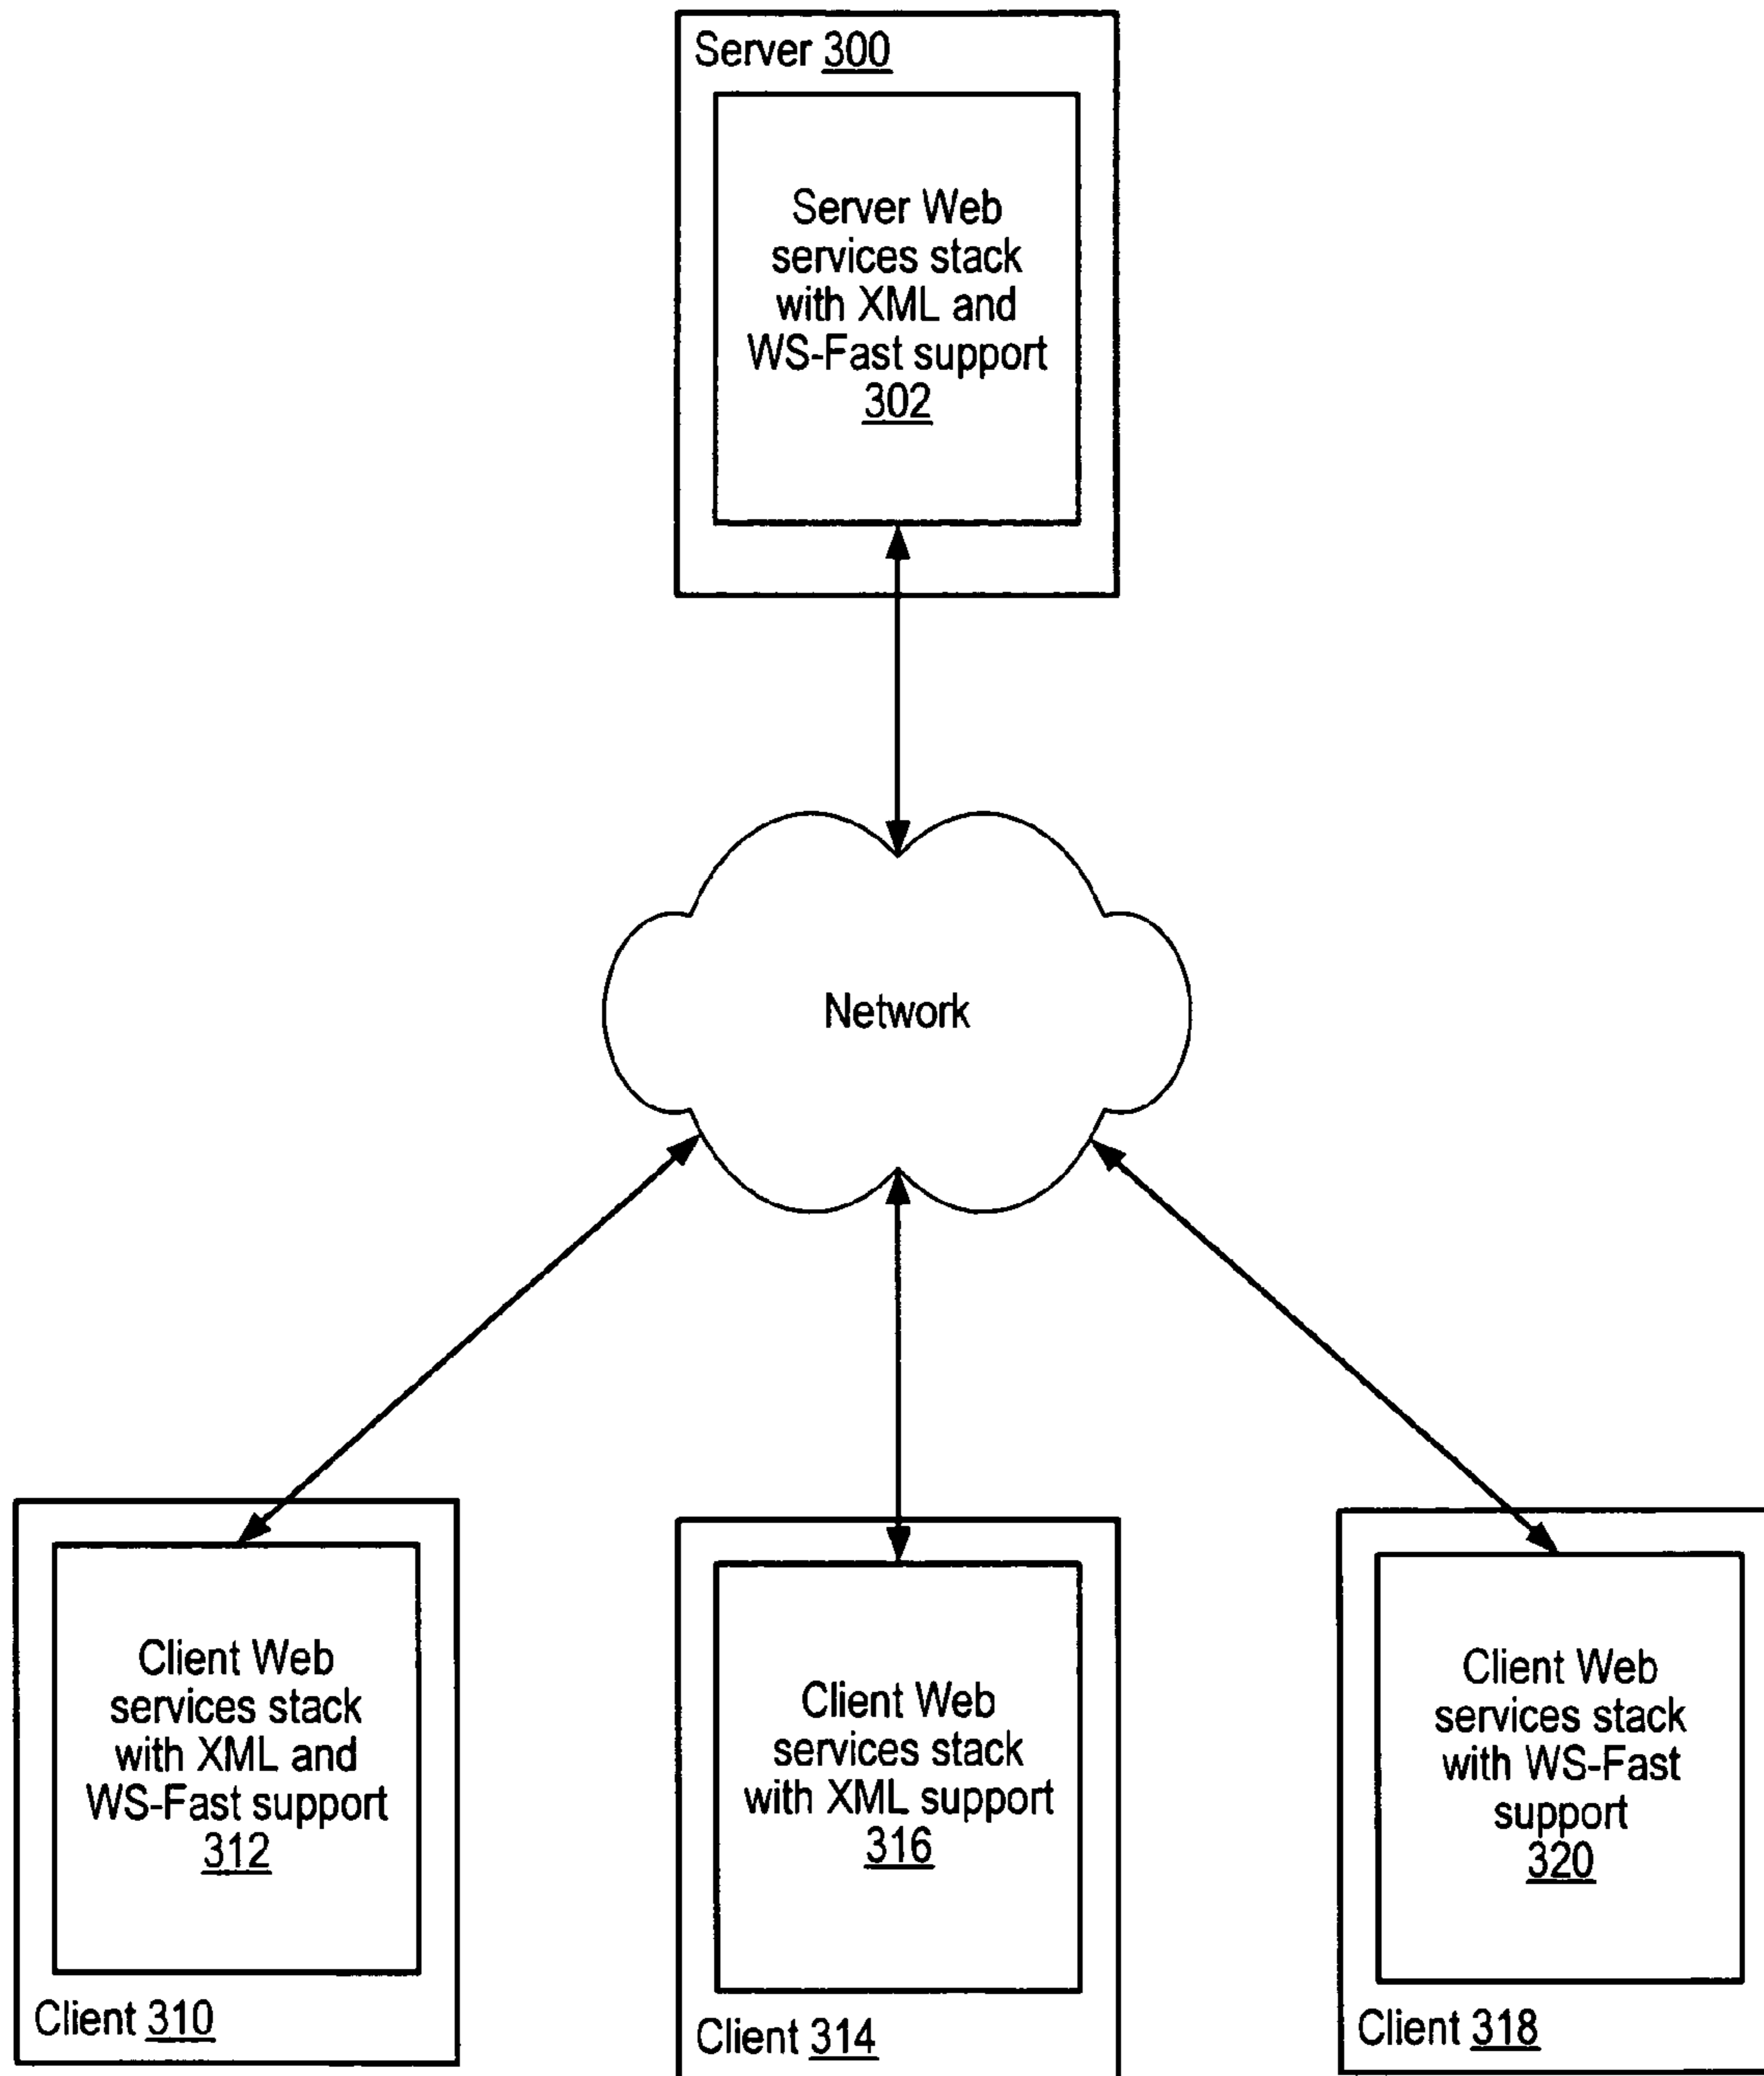 Server 300
Server Web
services stack
with XML and
WS-Fast support
302
Network
Client Web
services stack
with XML and
WS-Fast support
312
Client 310
Client Web
services stack
with XML support
316
Client 314
Client Web
services stack
with WS-Fast
support
320
Client 318